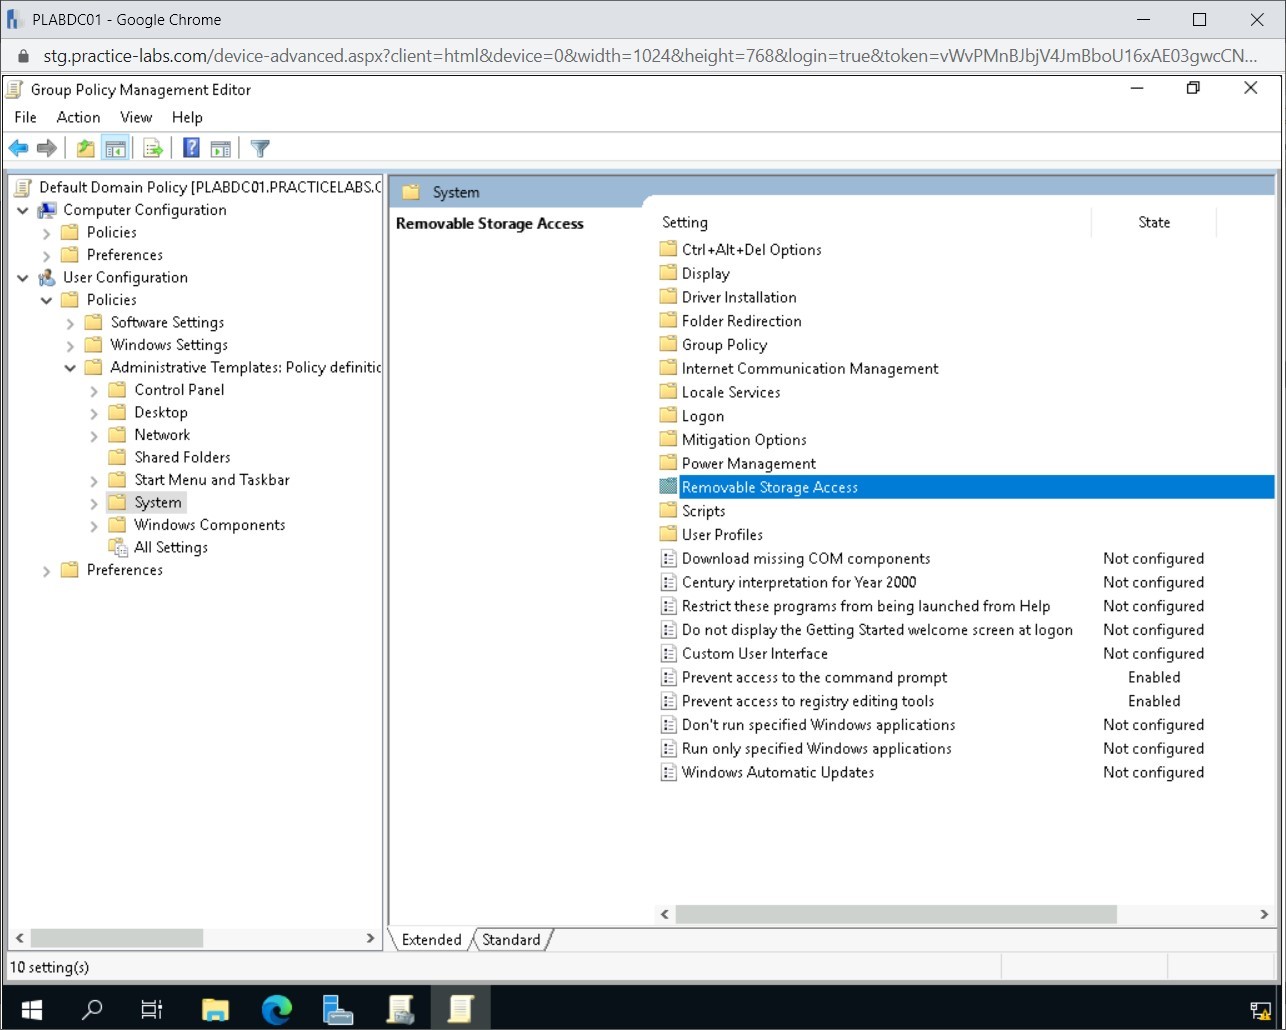 PLABDC01 - Google Chrome
stg.practice-labs.com/device-advanced.aspx?client=html&device=0&width=1024&height=768&login=true&token=vWvPMnBJbjV4JmBboU16xAE03gwcCN...
Group Policy Management Editor
File Action View Help
Default Domain Policy [PLABDC01.PRACTICELABS.C
Computer Configuration
Policies
Preferences
User Configuration
Policies
Software Settings
Windows Settings
Administrative Templates: Policy definitic
Control Panel
Desktop
Network
Shared Folders
Start Menu and Taskbar
System
Windows Components
All Settings
Preferences
System
Removable Storage Access
Setting State
Ctrl+Alt+Del Options
Display
Driver Installation
Folder Redirection
Group Policy
Internet Communication Management
Locale Services
Logon
Mitigation Options
Power Management
Removable Storage Access
Scripts
User Profiles
Download missing COM components Not configured
Century interpretation for Year 2000 Not configured
Restrict these programs from being launched from Help Not configured
Do not display the Getting Started welcome screen at logon Not configured
Custom User Interface Not configured
Prevent access to the command prompt Enabled
Prevent access to registry editing tools Enabled
Don't run specified Windows applications Not configured
Run only specified Windows applications Not configured
Windows Automatic Updates Not configured
Extended Standard
10 setting(s)